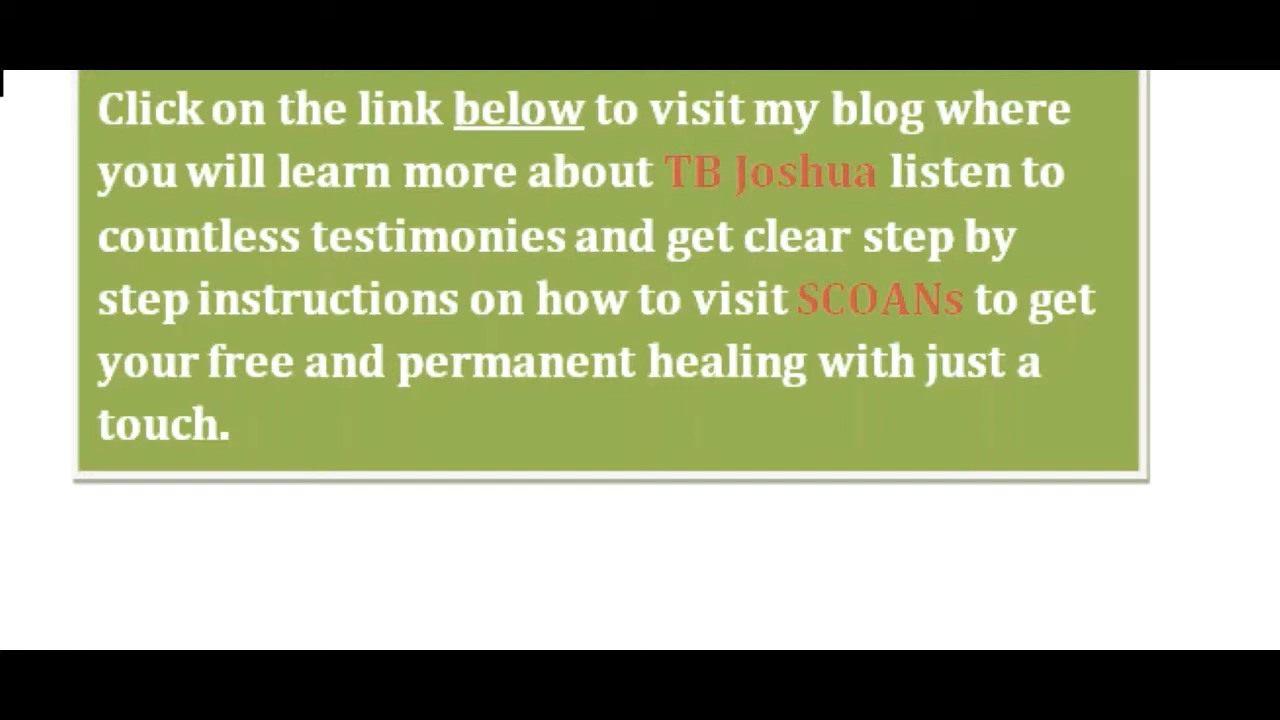 Click on the link below to visit my blog where
you will learn more about TB Joshua listen to
countless testimonies and get clear step by
step instructions on how to visit SCOANs to get
your free and permanent healing with just a
touch.